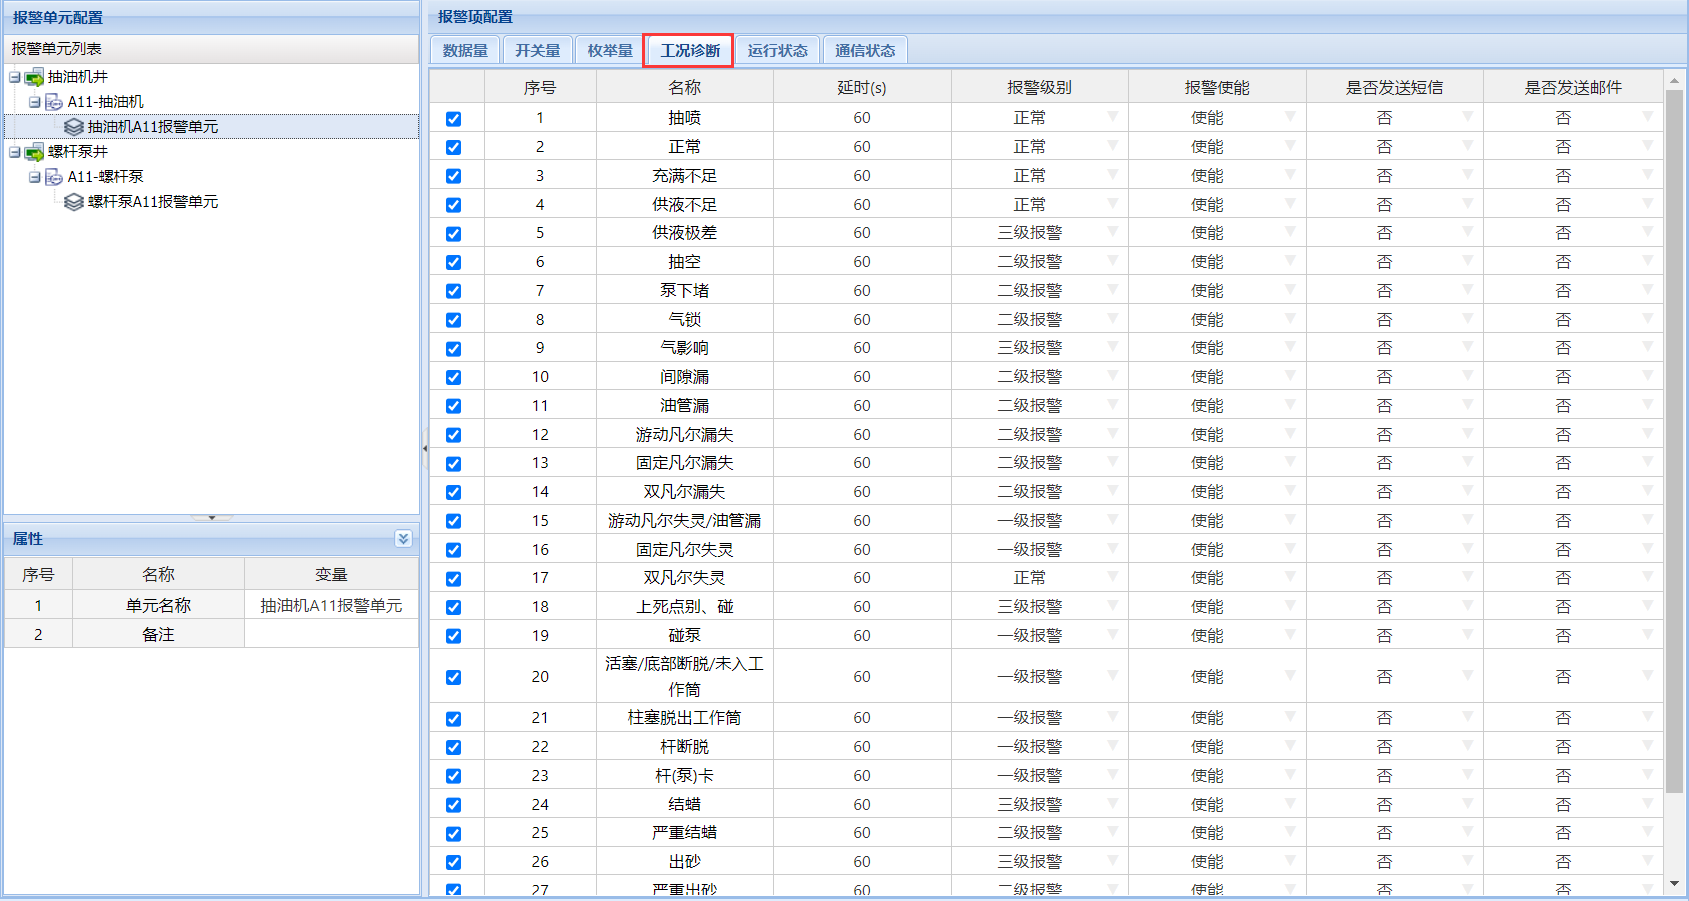 报警单元配置
报警单元列表
抽油机井
A11-抽油机
抽油机A11报警单元
螺杆泵井
A11-螺杆泵
螺杆泵A11报警单元
属性
序号 名称 变量
1 单元名称 抽油机A11报警单元
2 备注
报警项配置
数据量 开关量 枚举量 工况诊断 运行状态 通信状态
序号 名称 延时(s) 报警级别 报警使能 是否发送短信 是否发送邮件
1 抽喷 60 正常 使能 否 否
2 正常 60 正常 使能 否 否
3 充满不足 60 正常 使能 否 否
4 供液不足 60 正常 使能 否 否
5 供液极差 60 三级报警 使能 否 否
6 抽空 60 二级报警 使能 否 否
7 泵下堵 60 二级报警 使能 否 否
8 气锁 60 二级报警 使能 否 否
9 气影响 60 三级报警 使能 否 否
10 间隙漏 60 二级报警 使能 否 否
11 油管漏 60 二级报警 使能 否 否
12 游动凡尔漏失 60 二级报警 使能 否 否
13 固定凡尔漏失 60 二级报警 使能 否 否
14 双凡尔漏失 60 二级报警 使能 否 否
15 游动凡尔失灵/油管漏 60 一级报警 使能 否 否
16 固定凡尔失灵 60 一级报警 使能 否 否
17 双凡尔失灵 60 正常 使能 否 否
18 上死点别、碰 60 三级报警 使能 否 否
19 碰泵 60 一级报警 使能 否 否
20 活塞/底部断脱/未入工作筒 60 一级报警 使能 否 否
21 柱塞脱出工作筒 60 一级报警 使能 否 否
22 杆断脱 60 一级报警 使能 否 否
23 杆(泵)卡 60 一级报警 使能 否 否
24 结蜡 60 三级报警 使能 否 否
25 严重结蜡 60 二级报警 使能 否 否
26 出砂 60 三级报警 使能 否 否
27 严重出砂 60 二级报警 使能 否 否